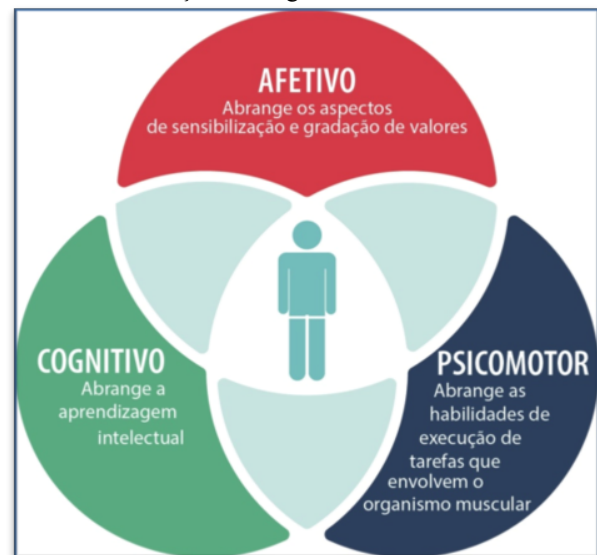 AFETIVO
Abrange os aspectos
de sensibilização e gradação de valores
COGNITIVO
Abrange a
aprendizagem
intelectual
PSICOMOTOR
Abrange as
habilidades de
execução de
tarefas que
envolvem o
organismo muscular